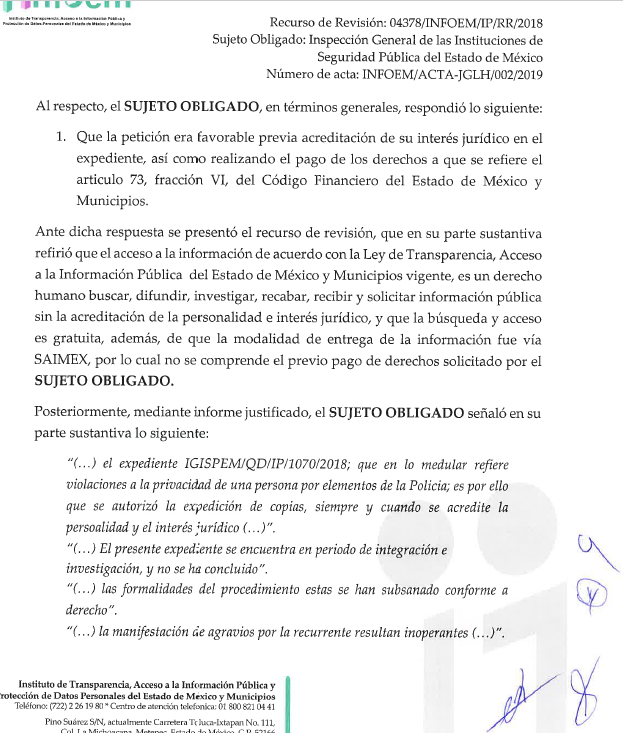 Instituto de Transparencia, Acceso a la Información Pública y
Protección de Datos Personales del Estado de México y Municipios
Recurso de Revisión: 04378/INFOEM/IP/RR/2018
Sujeto Obligado: Inspección General de las Instituciones de
Seguridad Pública del Estado de México
Número de acta: INFOEM/ACTA-JGLH/002/2019
Al respecto, el SUJETO OBLIGADO, en términos generales, respondió lo siguiente:
1. Que la petición era favorable previa acreditación de su interés jurídico en el
expediente, así como realizando el pago de los derechos a que se refiere el
articulo 73, fracción VI, del Código Financiero del Estado de México y
Municipios.
Ante dicha respuesta se presentó el recurso de revisión, que en su parte sustantiva
refirió que el acceso a la información de acuerdo con la Ley de Transparencia, Acceso
a la Información Pública del Estado de México y Municipios vigente, es un derecho
humano buscar, difundir, investigar, recabar, recibir y solicitar información pública
sin la acreditación de la personalidad e interés jurídico, y que la búsqueda y acceso
es gratuita, además, de que la modalidad de entrega de la información fue vía
SAIMEX, por lo cual no se comprende el previo pago de derechos solicitado por el
SUJETO OBLIGADO.
Posteriormente, mediante informe justificado, el SUJETO OBLIGADO señaló en su
parte sustantiva lo siguiente:
"(...) el expediente IGISPEM/QD/IP/1070/2018; que en lo medular refiere
violaciones a la privacidad de una persona por elementos de la Policia; es por ello
que se autorizó la expedición de copias, siempre y cuando se acredite la
persoalidad y el interés jurídico (...)".
"(...) El presente expediente se encuentra en periodo de integración e
investigación, y no se ha concluido".
"(...) las formalidades del procedimiento estas se han subsanado conforme a
derecho".
"(...) la manifestación de agravios por la recurrente resultan inoperantes (...)".
Instituto de Transparencia, Acceso a la Información Pública y
rotección de Datos Personales del Estado de México y Municipios
Teléfono: (722) 2 26 19 80 * Centro de atención telefonica: 01 800 821 04 41
Pino Suárez S/N, actualmente Carretera Toluca-Ixtapan No. 111,
Col. La Michoacana, Metepec, Estado de México, C.P. 52166